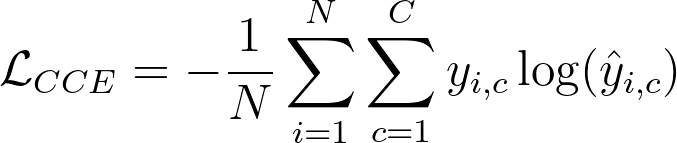 $\mathcal{L}_{CCE} = -\frac{1}{N} \sum_{i=1}^{N} \sum_{c=1}^{C} y_{i,c} \log(\hat{y}_{i,c})$